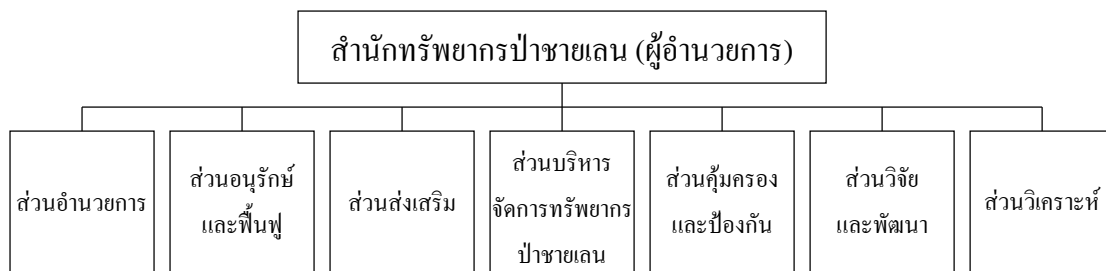 สำนักทรัพยากรป่าชายเลน (ผู้อำนวยการ)
ส่วนอำนวยการ
ส่วนอนุรักษ์
และฟื้นฟู
ส่วนส่งเสริม
ส่วนบริหาร
จัดการทรัพยากร
ป่าชายเลน
ส่วนคุ้มครอง
และป้องกัน
ส่วนวิจัย
และพัฒนา
ส่วนวิเคราะห์